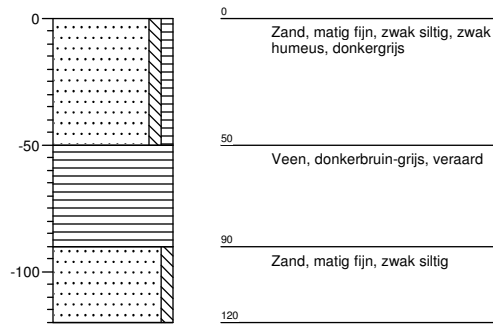 0
-50
-100
0
Zand, matig fijn, zwak siltig, zwak
humeus, donkergrijs
50
Veen, donkerbruin-grijs, veraard
90
Zand, matig fijn, zwak siltig
120